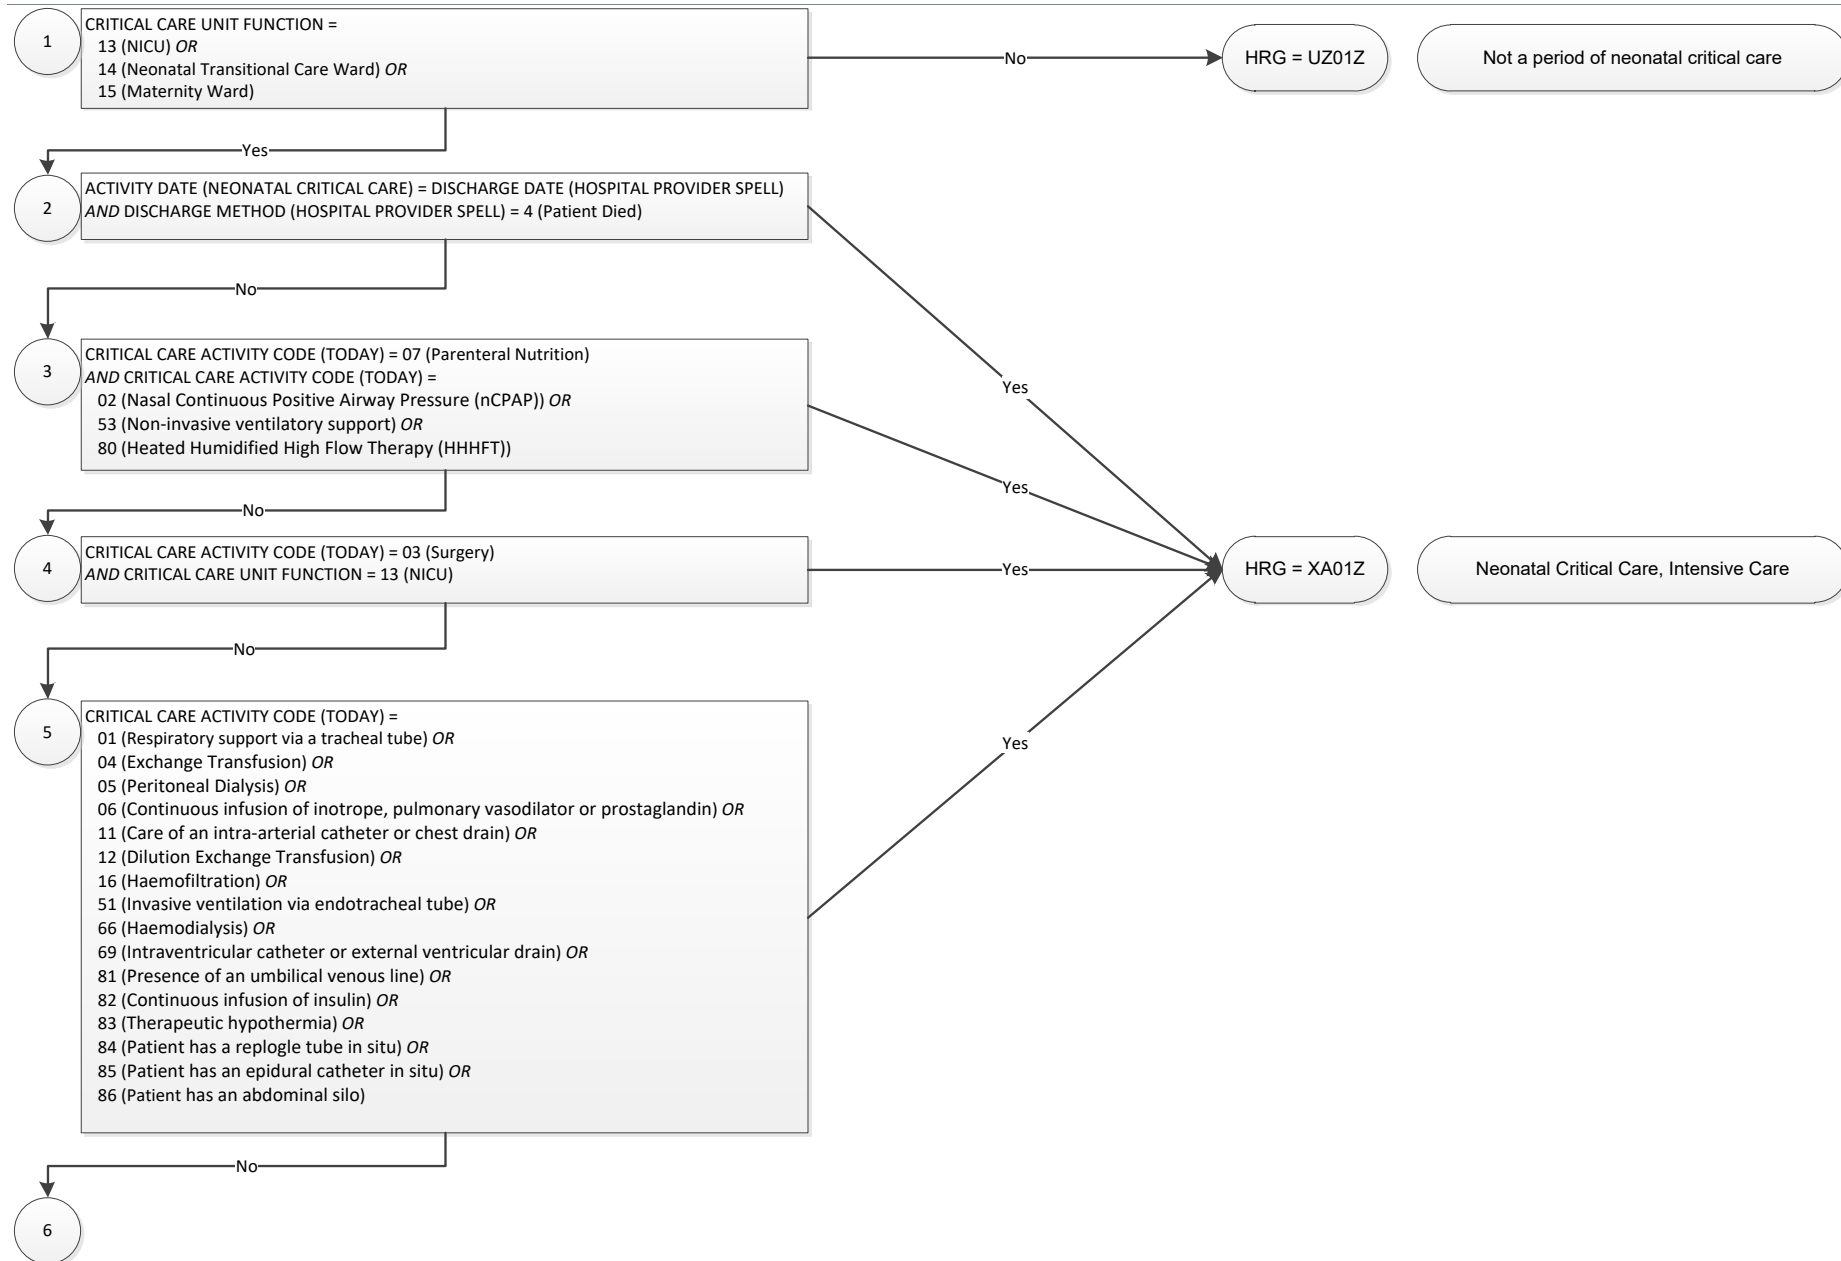 1
CRITICAL CARE UNIT FUNCTION =
13 (NICU) OR
14 (Neonatal Transitional Care Ward) OR
15 (Maternity Ward)
No
HRG = UZ01Z
Not a period of neonatal critical care
Yes
2
ACTIVITY DATE (NEONATAL CRITICAL CARE) = DISCHARGE DATE (HOSPITAL PROVIDER SPELL)
AND DISCHARGE METHOD (HOSPITAL PROVIDER SPELL) = 4 (Patient Died)
Yes
No
3
CRITICAL CARE ACTIVITY CODE (TODAY) = 07 (Parenteral Nutrition)
AND CRITICAL CARE ACTIVITY CODE (TODAY) =
02 (Nasal Continuous Positive Airway Pressure (nCPAP)) OR
53 (Non-invasive ventilatory support) OR
80 (Heated Humidified High Flow Therapy (HHHFT))
Yes
No
4
CRITICAL CARE ACTIVITY CODE (TODAY) = 03 (Surgery)
AND CRITICAL CARE UNIT FUNCTION = 13 (NICU)
Yes
HRG = XA01Z
Neonatal Critical Care, Intensive Care
No
5
CRITICAL CARE ACTIVITY CODE (TODAY) =
01 (Respiratory support via a tracheal tube) OR
04 (Exchange Transfusion) OR
05 (Peritoneal Dialysis) OR
06 (Continuous infusion of inotrope, pulmonary vasodilator or prostaglandin) OR
11 (Care of an intra-arterial catheter or chest drain) OR
12 (Dilution Exchange Transfusion) OR
16 (Haemofiltration) OR
51 (Invasive ventilation via endotracheal tube) OR
66 (Haemodialysis) OR
69 (Intraventricular catheter or external ventricular drain) OR
81 (Presence of an umbilical venous line) OR
82 (Continuous infusion of insulin) OR
83 (Therapeutic hypothermia) OR
84 (Patient has a replogle tube in situ) OR
85 (Patient has an epidural catheter in situ) OR
86 (Patient has an abdominal silo)
Yes
No
6